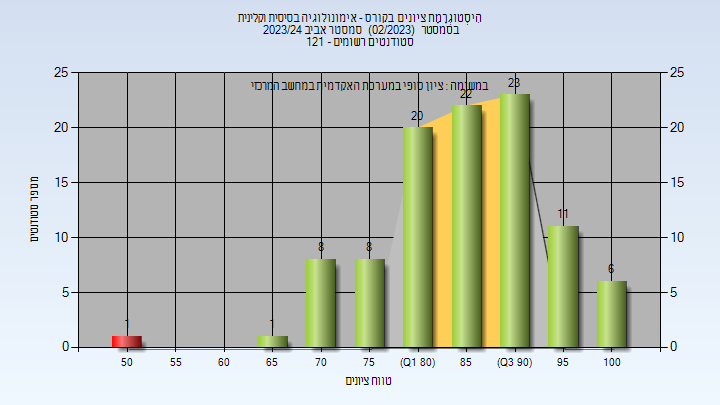 הִיסְטוֹגְרָמַת ציונים בקורס - אימונולוגיה בסיסית וקלינית
בסמסטר (02/2023) סמסטר אביב 2023/24
סטודנטים רשומים - 121
במשימה : ציון סופי במערכת האקדמית במחשב המרכזי
מספר סטודנטים
25 25
20 20
15 15
10 10
5 5
0 0
1 1 8 8 20 22 23 11 6
50 55 60 65 70 75 (Q1 80) 85 (Q3 90) 95 100
טווח ציונים